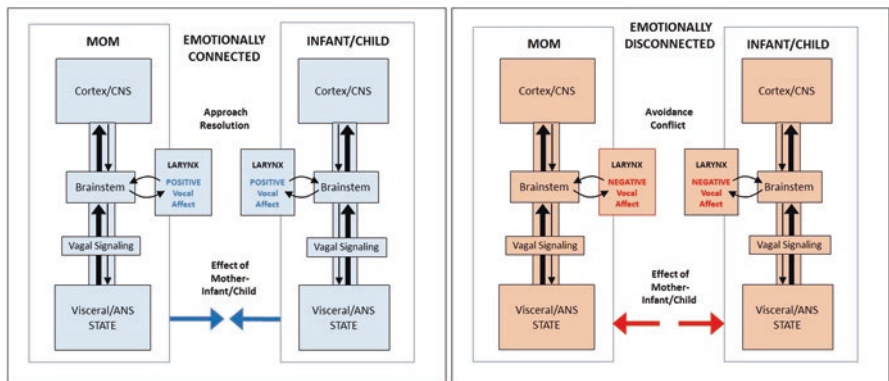 MOM
EMOTIONALLY
CONNECTED
INFANT/CHILD
Cortex/CNS
Cortex/CNS
Approach
Resolution
LARYNX
POSITIVE
Vocal
Affect
LARYNX
POSITIVE
Vocal
Affect
Brainstem
Brainstem
Vagal Signaling
Vagal Signaling
Effect of
Mother-
Infant/Child
Visceral/ANS
STATE
Visceral/ANS
STATE
MOM
EMOTIONALLY
DISCONNECTED
INFANT/CHILD
Cortex/CNS
Cortex/CNS
Avoidance
Conflict
LARYNX
NEGATIVE
Vocal
Affect
LARYNX
NEGATIVE
Vocal
Affect
Brainstem
Brainstem
Vagal Signaling
Vagal Signaling
Effect of
Mother-
Infant/Child
Visceral/ANS
STATE
Visceral/ANS
STATE